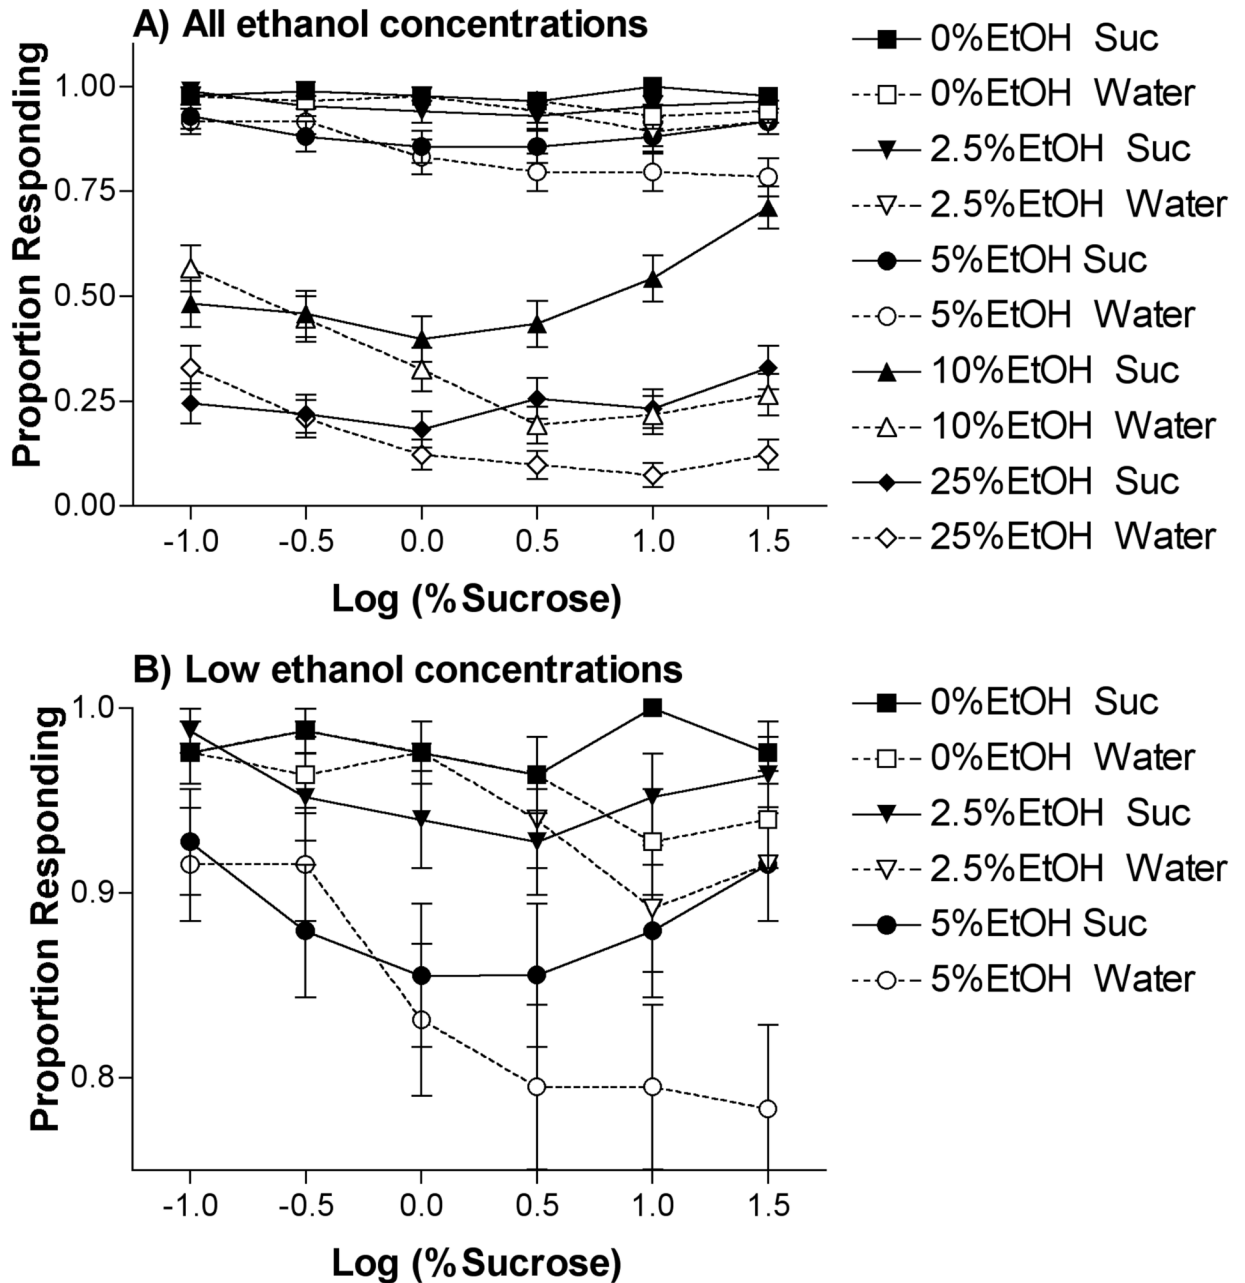 A) All ethanol concentrations
Proportion Responding
1.00
0.75
0.50
0.25
0.00
-1.0 -0.5 0.0 0.5 1.0 1.5
Log (%Sucrose)
0%EtOH Suc
0%EtOH Water
2.5%EtOH Suc
2.5%EtOH Water
5%EtOH Suc
5%EtOH Water
10%EtOH Suc
10%EtOH Water
25%EtOH Suc
25%EtOH Water
B) Low ethanol concentrations
Proportion Responding
1.0
0.9
0.8
-1.0 -0.5 0.0 0.5 1.0 1.5
Log (%Sucrose)
0%EtOH Suc
0%EtOH Water
2.5%EtOH Suc
2.5%EtOH Water
5%EtOH Suc
5%EtOH Water